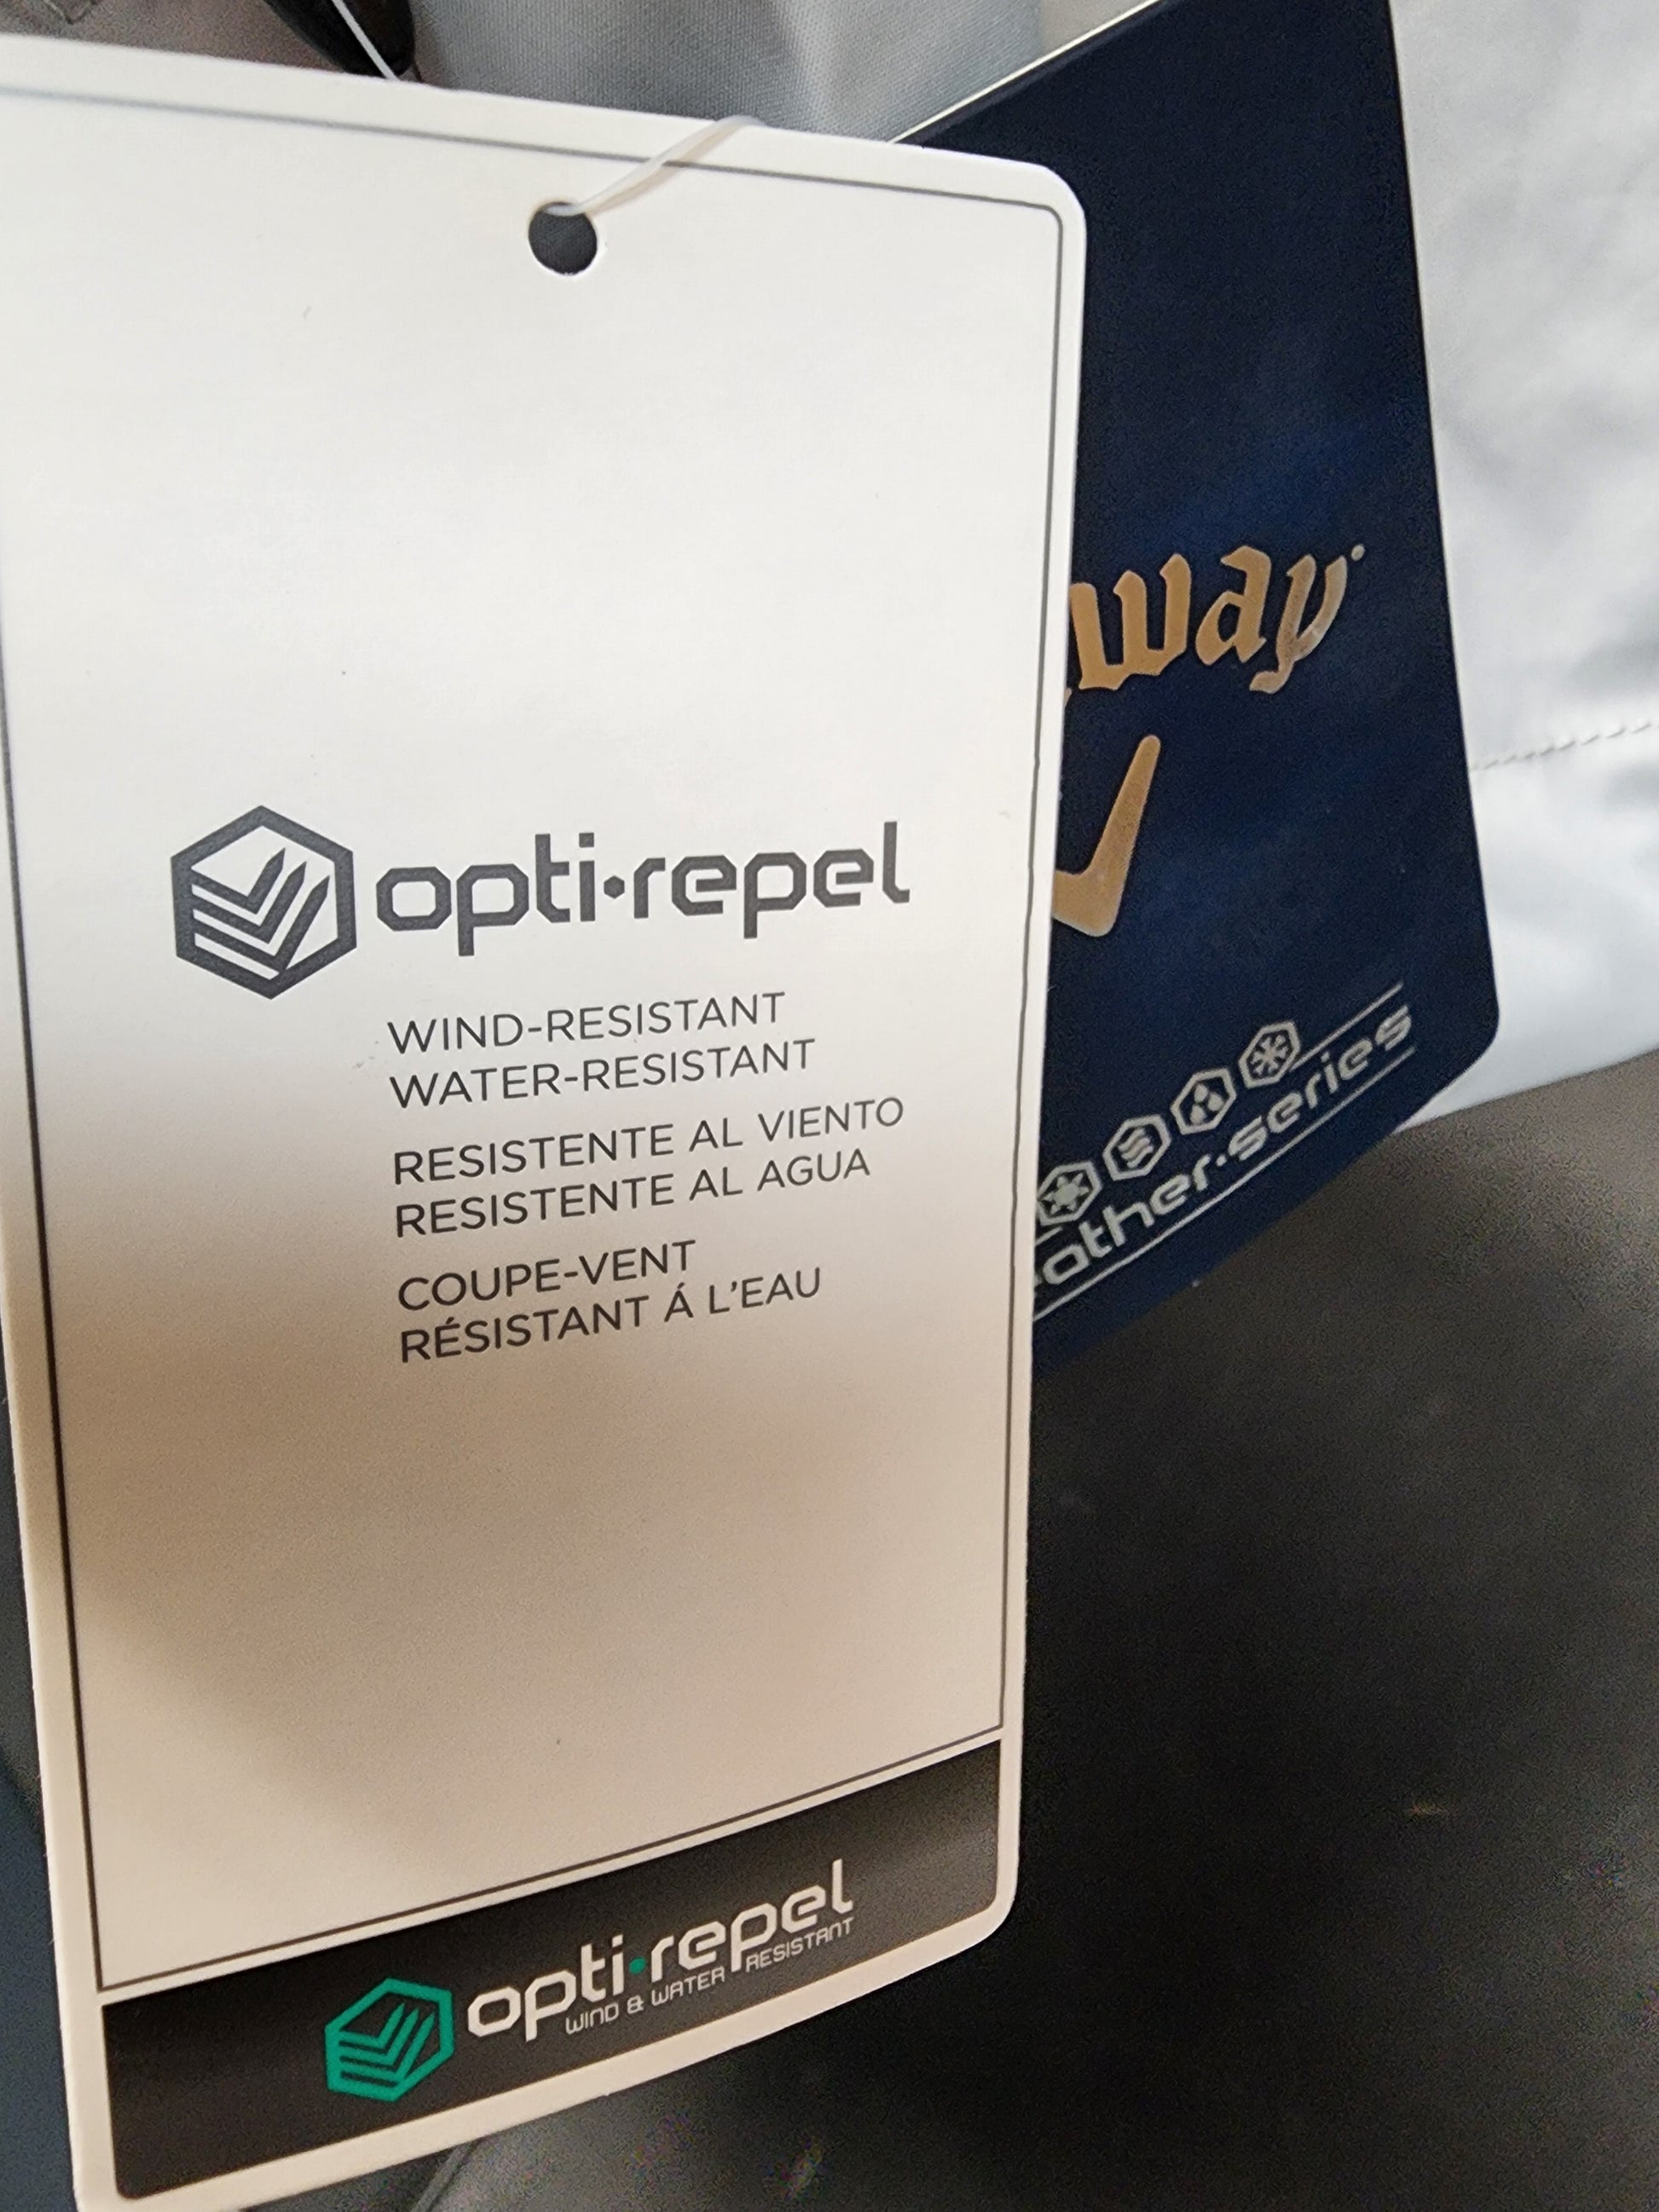 opti·repel
WIND-RESISTANT
WATER-RESISTANT
RESISTENTE AL VIENTO
RESISTENTE AL AGUA
COUPE-VENT
RÉSISTANT Á L'EAU
opti·repel
WIND & WATER RESISTANT
way
ather·series